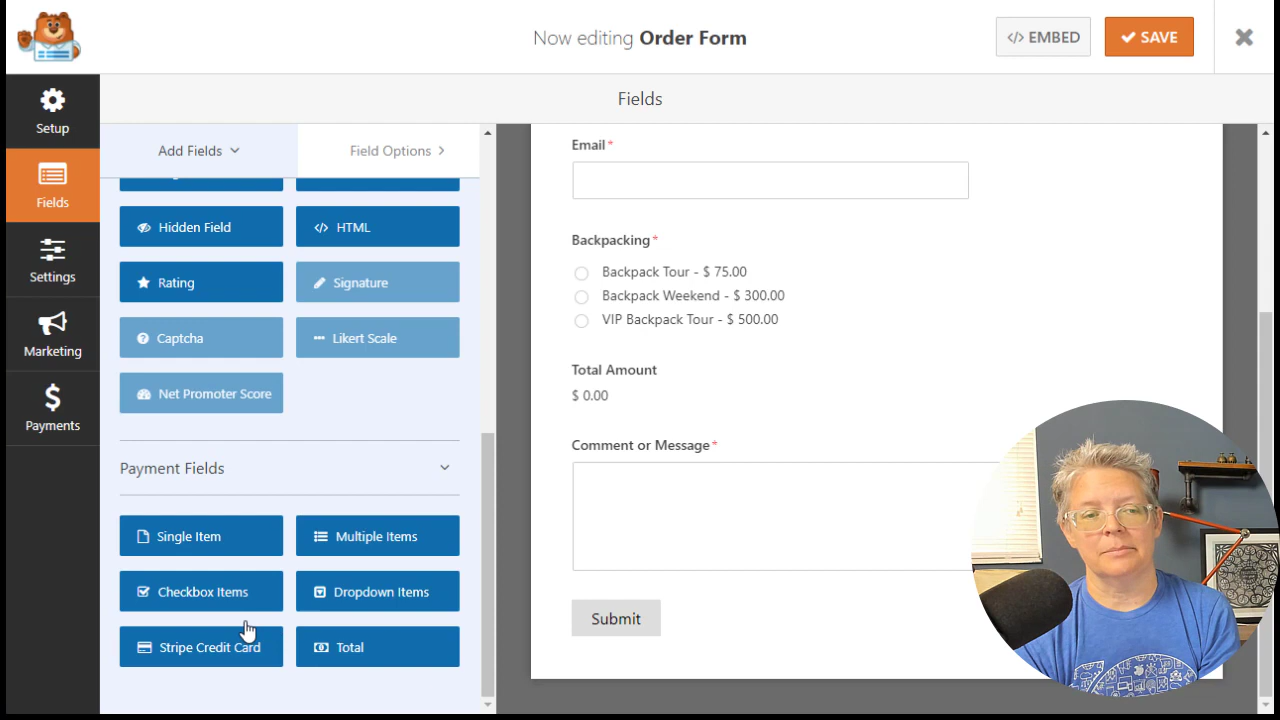 Now editing Order Form
</> EMBED
SAVE
Fields
Setup
Fields
Settings
Marketing
Payments
Add Fields
Field Options
Hidden Field
</> HTML
Rating
Signature
Captcha
Likert Scale
Net Promoter Score
Payment Fields
Single Item
Multiple Items
Checkbox Items
Dropdown Items
Stripe Credit Card
Total
Email *
Backpacking *
Backpack Tour - $ 75.00
Backpack Weekend - $ 300.00
VIP Backpack Tour - $ 500.00
Total Amount
$ 0.00
Comment or Message *
Submit